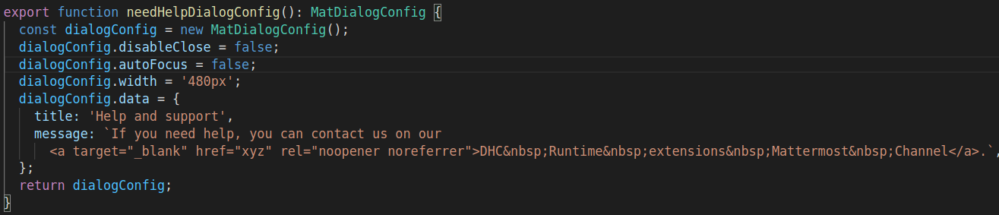 export function needHelpDialogConfig(): MatDialogConfig {
const dialogConfig = new MatDialogConfig();
dialogConfig.disableClose = false;
dialogConfig.autoFocus = false;
dialogConfig.width = '480px';
dialogConfig.data = {
title: 'Help and support',
message: `If you need help, you can contact us on our
<a target="_blank" href="xyz" rel="noopener noreferrer">DHC&nbsp;Runtime&nbsp;extensions&nbsp;Mattermost&nbsp;Channel</a>.`,
};
return dialogConfig;
}